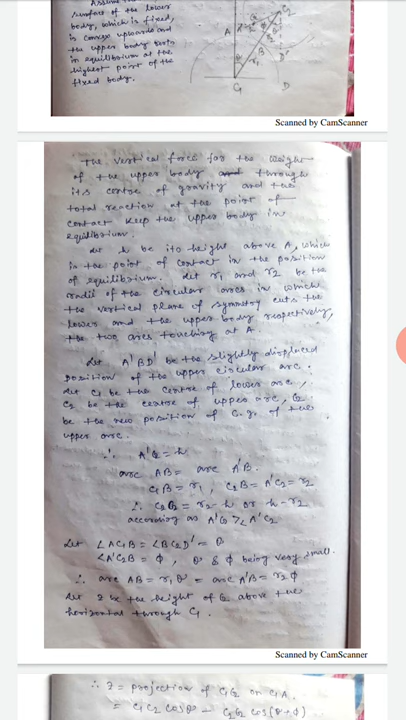 Assume
surface of the lower
body, which is fixed,
is convex upwards and
the upper body rests
in equilibrium at the
highest point of the
fixed body.
A
C2
B
B'
r1
C1
D
Scanned by CamScanner
The vertical force for the weight
of the upper body through
its centre of gravity and the
total reaction at the point of
contact keep the upper body in
equilibrium.
Let h be its height above A, which
is the point of contact in the position
of equilibrium. Let r1 and r2 be the
radii of the circular arcs in which
the vertical plane of symmetry cuts the
lower and the upper body respectively,
the two arcs touching at A.
Let A'BD' be the slightly displaced
position of the upper circular arc.
Let C1 be the centre of lower arc,
C2 be the centre of upper arc, G
be the new position of C.G. of the
upper arc.
∴ A'G = h
arc AB = arc A'B.
C1B = r1, C2B = A'C2 = r2
∴ C2G = r2-h or h-r2
according as A'G >< A'C2
Let ∠AC1B = ∠BC2D' = θ
∠A'C2B = ϕ, θ & ϕ being very small.
∴ arc AB = r1θ = arc A'B = r2ϕ
Let z be the height of G above the
horizontal through C1.
Scanned by CamScanner
∴ z = projection of C1G on C1A.
= C1C2 cosθ - C2G cos(θ+ϕ)